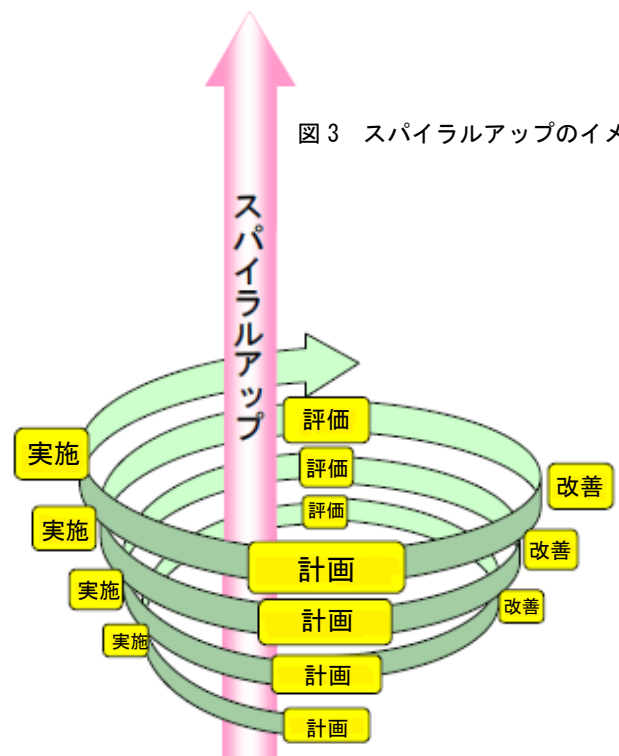 図3 スパイラルアップのイメ
スパイラルアップ
評価
実施
評価
改善
評価
実施
改善
計画
実施
改善
計画
実施
計画
計画